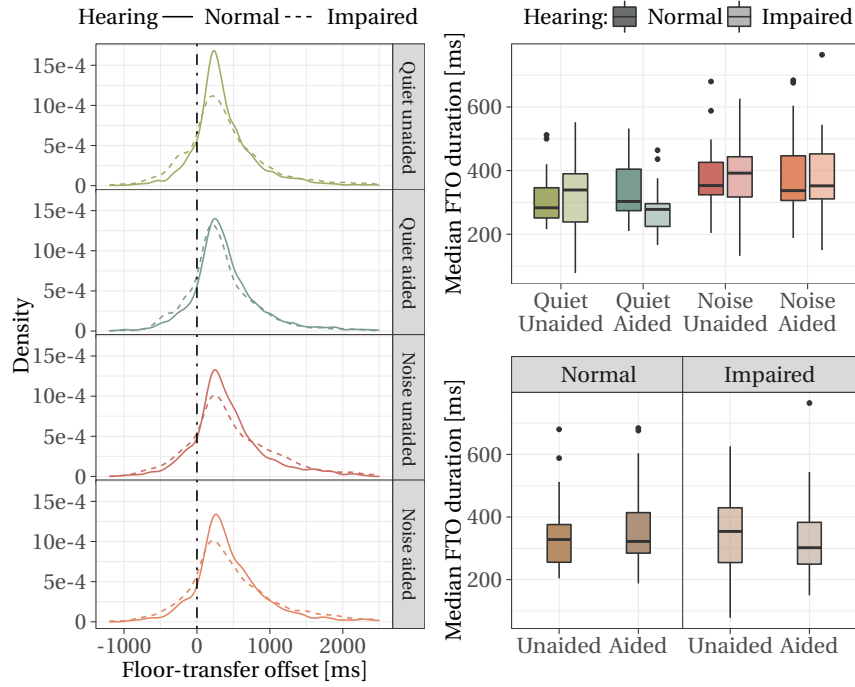 Hearing Normal Impaired
15e-4
10e-4
5e-4
0
Quiet unaided
15e-4
10e-4
5e-4
0
Quiet aided
15e-4
10e-4
5e-4
0
Noise unaided
15e-4
10e-4
5e-4
0
Noise aided
Density
-1000 0 1000 2000
Floor-transfer offset [ms]
Hearing: Normal Impaired
Median FTO duration [ms]
600
400
200
Quiet Unaided
Quiet Aided
Noise Unaided
Noise Aided
Normal Impaired
Median FTO duration [ms]
600
400
200
Unaided Aided Unaided Aided